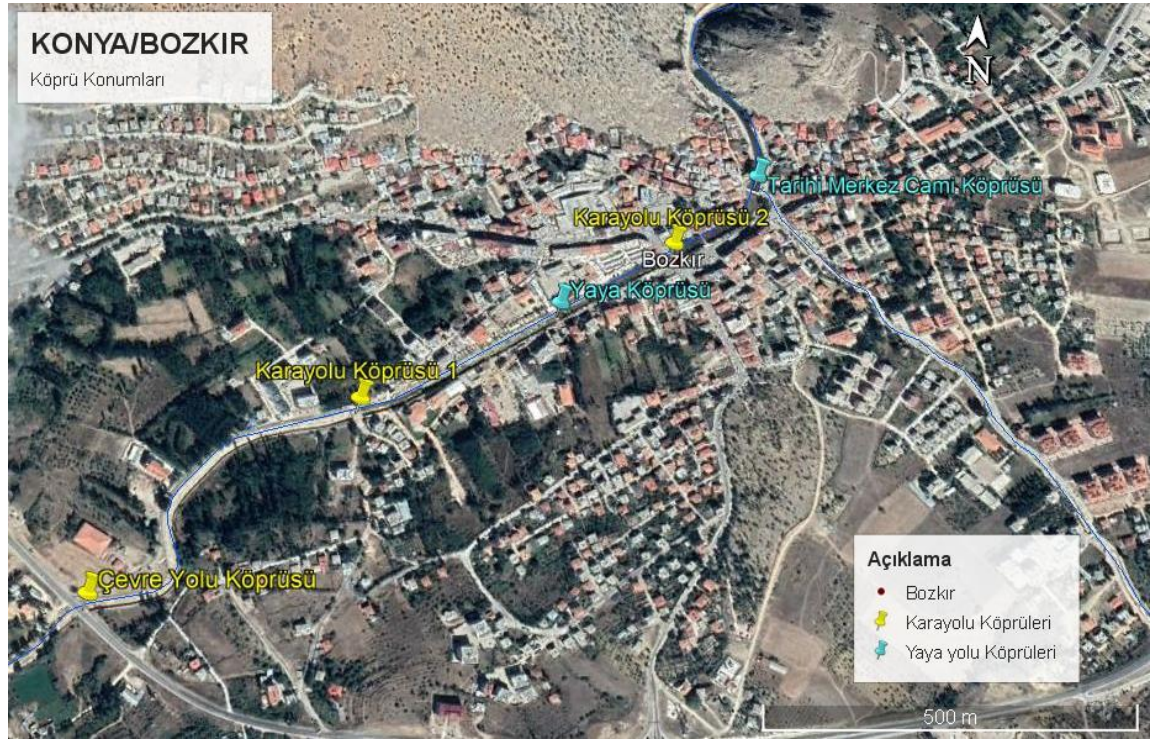 KONYA/BOZKIR
Köprü Konumları
N
Tarihi Merkez Cami Köprüsü
Karayolu Köprüsü 2
Bozkır
Yaya Köprüsü
Karayolu Köprüsü 1
Çevre Yolu Köprüsü
Açıklama
Bozkır
Karayolu Köprüleri
Yaya yolu Köprüleri
500 m